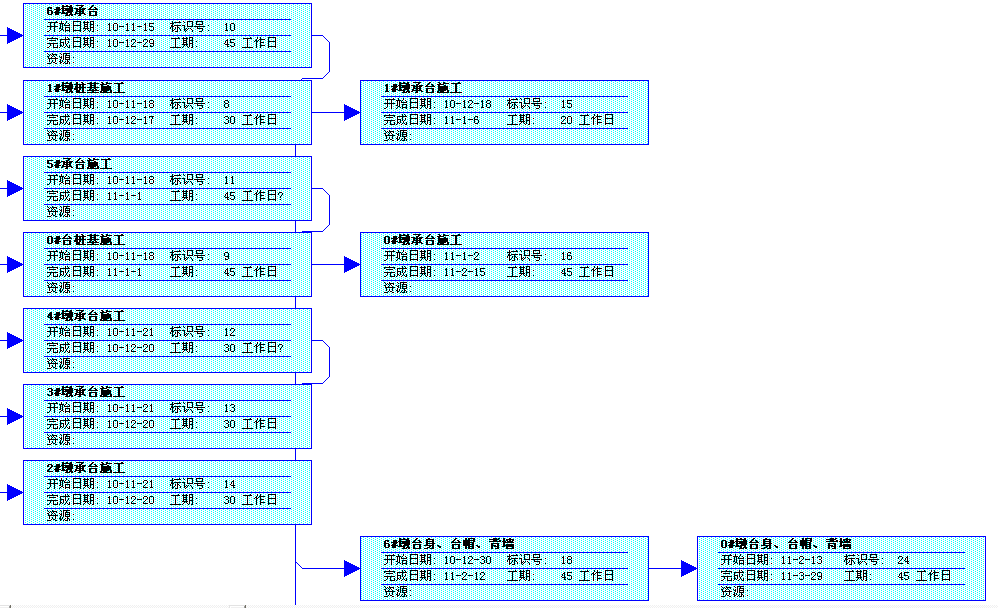 6#墩承台
开始日期: 10-11-15 标识号: 10
完成日期: 10-12-29 工期: 45 工作日
资源:
1#墩桩基施工
开始日期: 10-11-18 标识号: 8
完成日期: 10-12-17 工期: 30 工作日
资源:
1#墩承台施工
开始日期: 10-12-18 标识号: 15
完成日期: 11-1-6 工期: 20 工作日
资源:
5#承台施工
开始日期: 10-11-18 标识号: 11
完成日期: 11-1-1 工期: 45 工作日?
资源:
0#台桩基施工
开始日期: 10-11-18 标识号: 9
完成日期: 11-1-1 工期: 45 工作日
资源:
0#墩承台施工
开始日期: 11-1-2 标识号: 16
完成日期: 11-2-15 工期: 45 工作日
资源:
4#墩承台施工
开始日期: 10-11-21 标识号: 12
完成日期: 10-12-20 工期: 30 工作日?
资源:
3#墩承台施工
开始日期: 10-11-21 标识号: 13
完成日期: 10-12-20 工期: 30 工作日
资源:
2#墩承台施工
开始日期: 10-11-21 标识号: 14
完成日期: 10-12-20 工期: 30 工作日
资源:
6#墩台身、台帽、背墙
开始日期: 10-12-30 标识号: 18
完成日期: 11-2-12 工期: 45 工作日
资源:
0#墩台身、台帽、背墙
开始日期: 11-2-13 标识号: 24
完成日期: 11-3-29 工期: 45 工作日
资源: